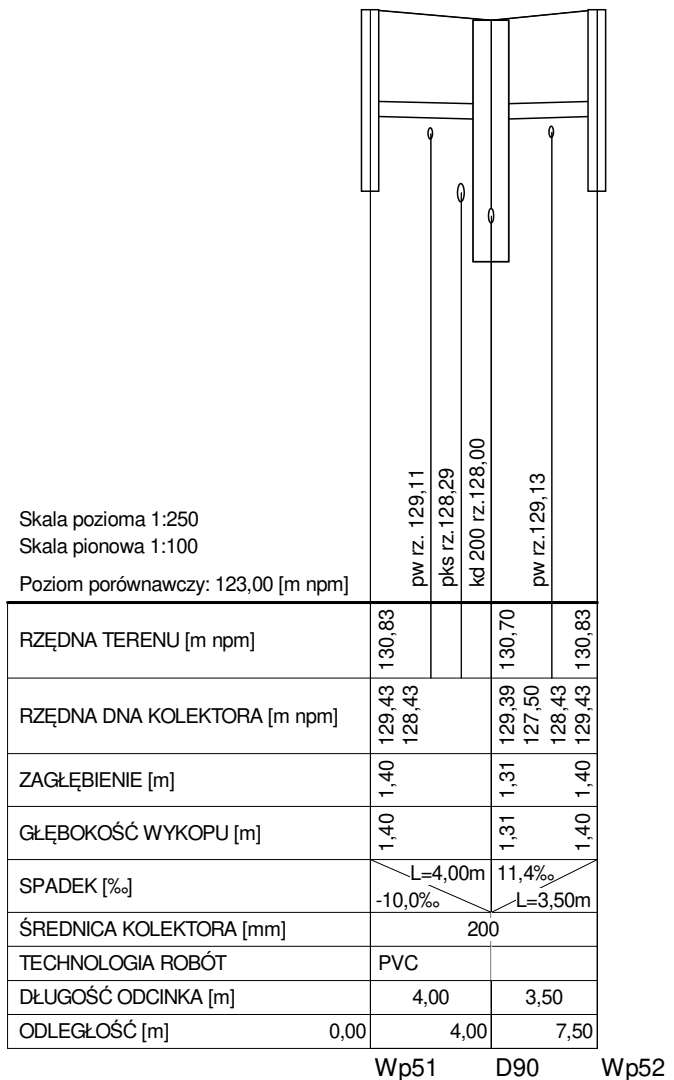 pw rz. 129,11
pks rz.128,29
kd 200 rz.128,00
pw rz.129,13
Skala pozioma 1:250
Skala pionowa 1:100
Poziom porównawczy: 123,00 [m npm]
RZĘDNA TERENU [m npm] 130,83 130,70 130,83
RZĘDNA DNA KOLEKTORA [m npm] 129,43 128,43 129,39 127,50 128,43 129,43
ZAGŁĘBIENIE [m] 1,40 1,31 1,40
GŁĘBOKOŚĆ WYKOPU [m] 1,40 1,31 1,40
SPADEK [‰] -10,0‰ L=4,00m 11,4‰ L=3,50m
ŚREDNICA KOLEKTORA [mm] 200
TECHNOLOGIA ROBÓT PVC
DŁUGOŚĆ ODCINKA [m] 4,00 3,50
ODLEGŁOŚĆ [m] 0,00 4,00 7,50
Wp51 D90 Wp52